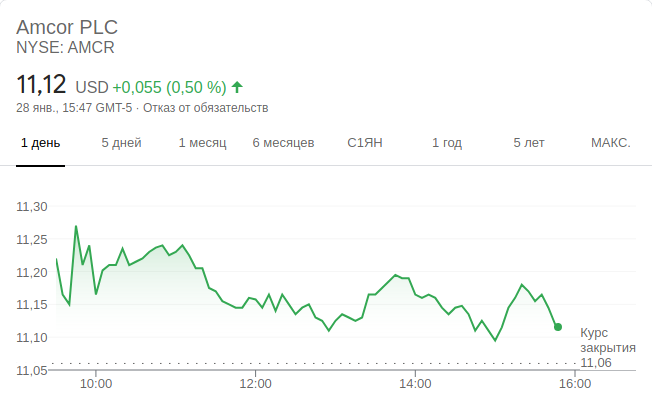 Amcor PLC
NYSE: AMCR
11,12 USD +0,055 (0,50 %)
28 янв., 15:47 GMT-5 · Отказ от обязательств
1 день 5 дней 1 месяц 6 месяцев С1ЯН 1 год 5 лет МАКС.
11,30
11,25
11,20
11,15
11,10
11,05
Курс
закрытия
11,06
10:00 12:00 14:00 16:00